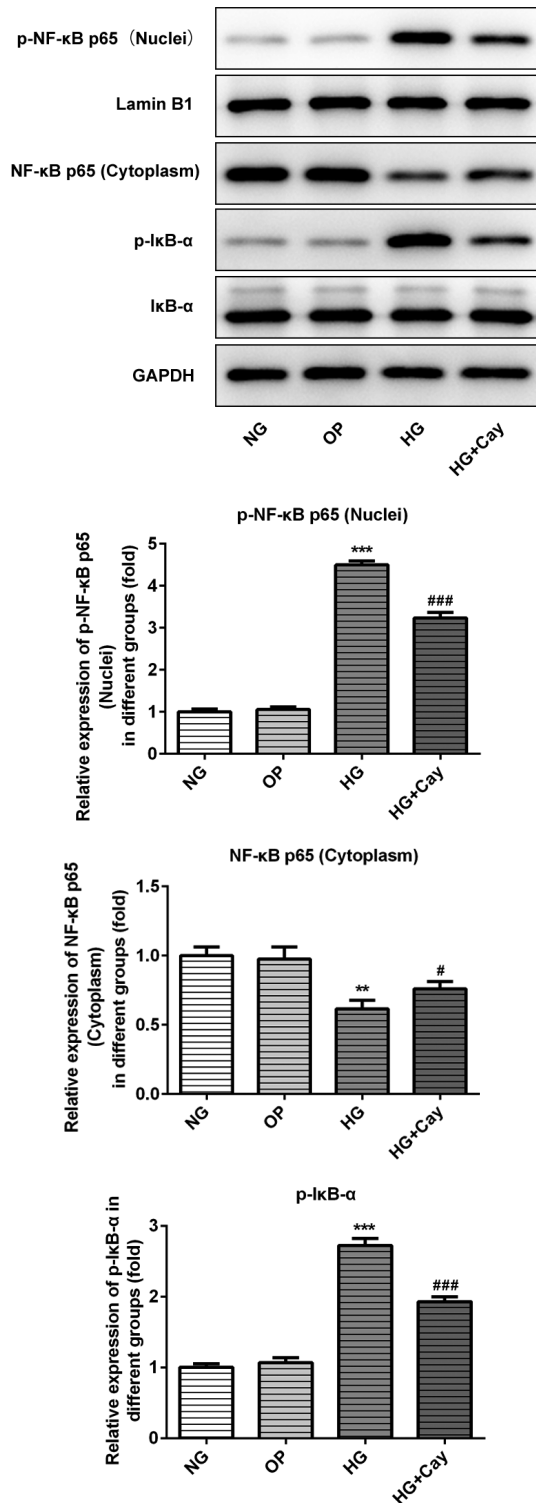 p-NF-κB p65（Nuclei）
Lamin B1
NF-κB p65 (Cytoplasm)
p-IκB-α
IκB-α
GAPDH
NG OP HG HG+Cay
p-NF-κB p65 (Nuclei)
Relative expression of p-NF-κB p65
(Nuclei)
in different groups (fold)
5
4
3
2
1
0
***
###
NG OP HG HG+Cay
NF-κB p65 (Cytoplasm)
Relative expression of NF-κB p65
(Cytoplasm)
in different groups (fold)
1.5
1.0
0.5
0.0
**
#
NG OP HG HG+Cay
p-IκB-α
Relative expression of p-IκB-α in
different groups (fold)
3
2
1
0
***
###
NG OP HG HG+Cay